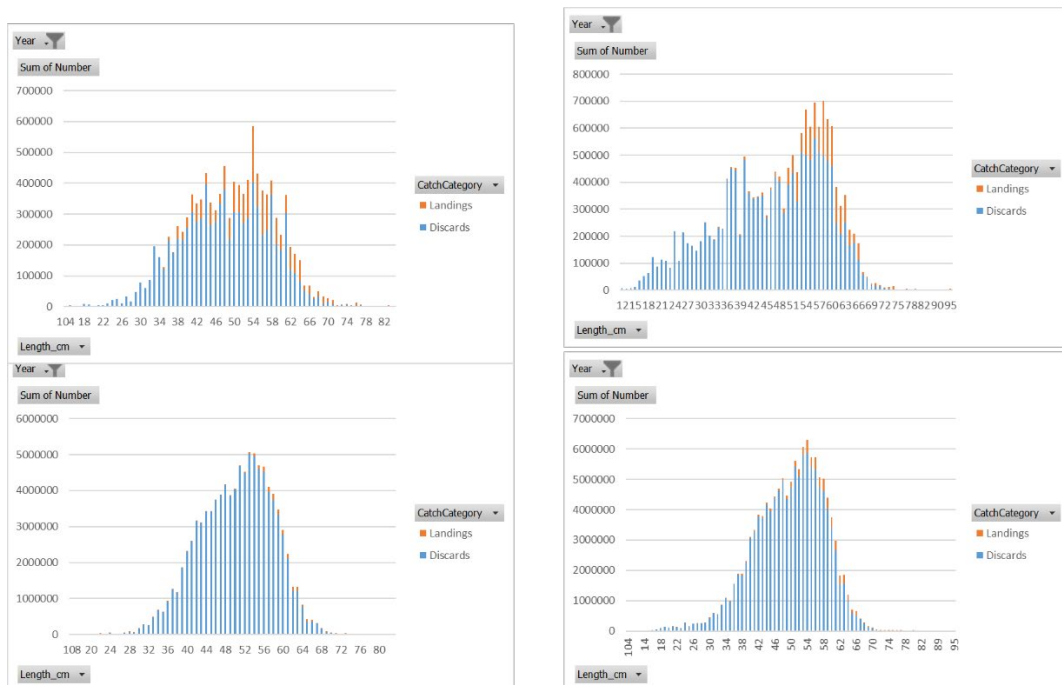 Year
Sum of Number
700000
600000
500000
400000
300000
200000
100000
0
104 18 22 26 30 34 38 42 46 50 54 58 62 66 70 74 78 82
CatchCategory
Landings
Discards
Length_cm
Year
Sum of Number
800000
700000
600000
500000
400000
300000
200000
100000
0
1215182124273033363942454851545760636669727578829095
CatchCategory
Landings
Discards
Length_cm
Year
Sum of Number
6000000
5000000
4000000
3000000
2000000
1000000
0
108 20 24 28 32 36 40 44 48 52 56 60 64 68 72 76 80
CatchCategory
Landings
Discards
Length_cm
Year
Sum of Number
7000000
6000000
5000000
4000000
3000000
2000000
1000000
0
104 14 18 22 26 30 34 38 42 46 50 54 58 62 66 70 74 78 82 91 95
CatchCategory
Landings
Discards
Length_cm